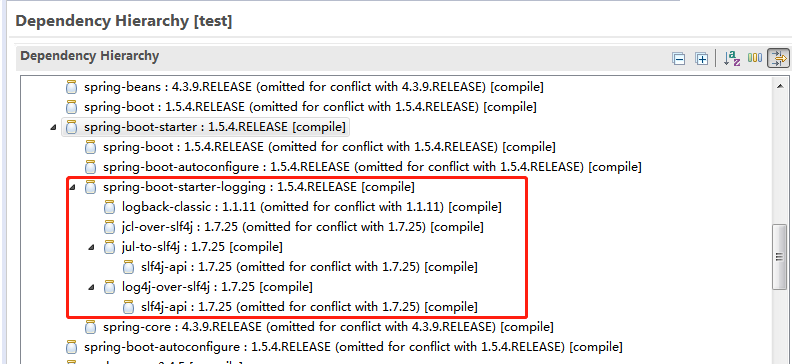 Dependency Hierarchy [test]
Dependency Hierarchy
spring-beans : 4.3.9.RELEASE (omitted for conflict with 4.3.9.RELEASE) [compile]
spring-boot : 1.5.4.RELEASE (omitted for conflict with 1.5.4.RELEASE) [compile]
spring-boot-starter : 1.5.4.RELEASE [compile]
spring-boot : 1.5.4.RELEASE (omitted for conflict with 1.5.4.RELEASE) [compile]
spring-boot-autoconfigure : 1.5.4.RELEASE (omitted for conflict with 1.5.4.RELEASE) [compile]
spring-boot-starter-logging : 1.5.4.RELEASE [compile]
logback-classic : 1.1.11 (omitted for conflict with 1.1.11) [compile]
jcl-over-slf4j : 1.7.25 (omitted for conflict with 1.7.25) [compile]
jul-to-slf4j : 1.7.25 [compile]
slf4j-api : 1.7.25 (omitted for conflict with 1.7.25) [compile]
log4j-over-slf4j : 1.7.25 [compile]
slf4j-api : 1.7.25 (omitted for conflict with 1.7.25) [compile]
spring-core : 4.3.9.RELEASE (omitted for conflict with 4.3.9.RELEASE) [compile]
spring-boot-autoconfigure : 1.5.4.RELEASE (omitted for conflict with 1.5.4.RELEASE) [compile]